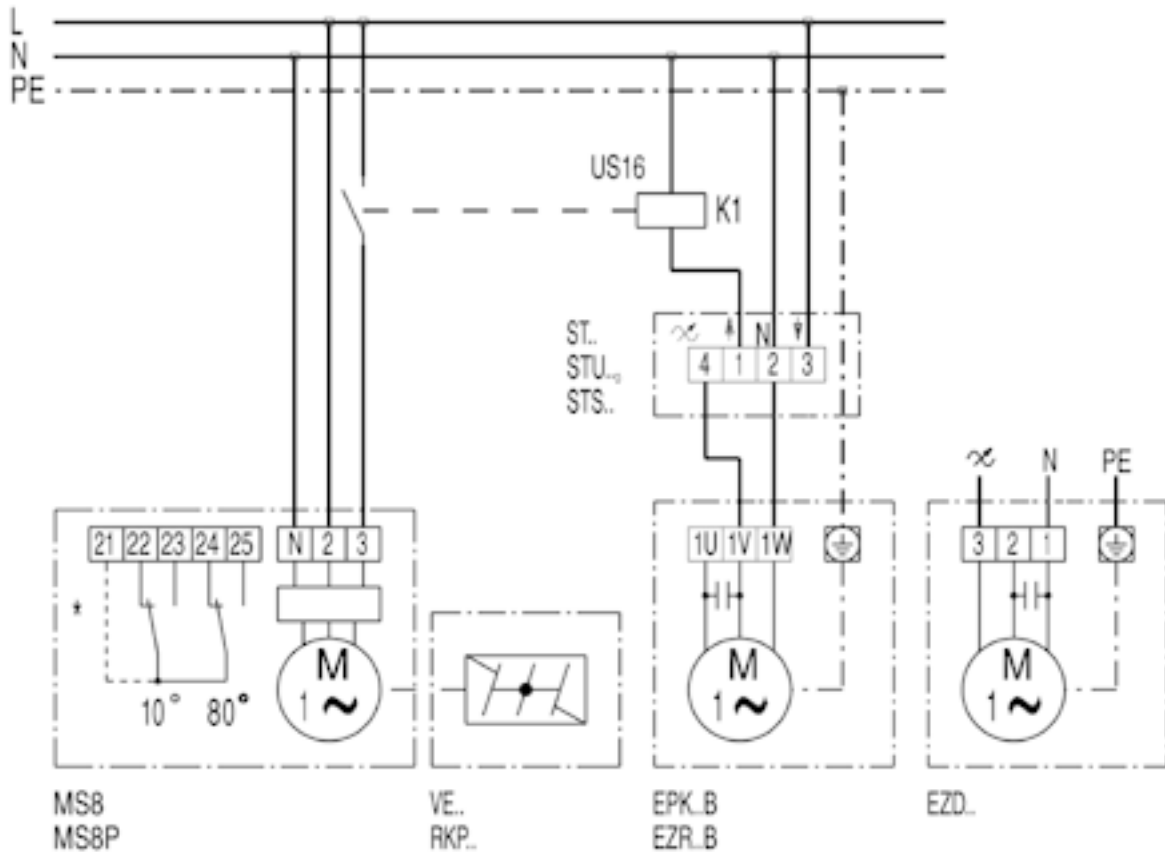 L
N
PE
US16
K1
ST..
STU..
STS..
N
4 1 2 3
N PE
21 22 23 24 25 N 2 3
1U 1V 1W
3 2 1
*
10° 80°
M
1 ~
M
1 ~
M
1 ~
MS8
MS8P
VE..
RKP..
EPK..B
EZR..B
EZD..